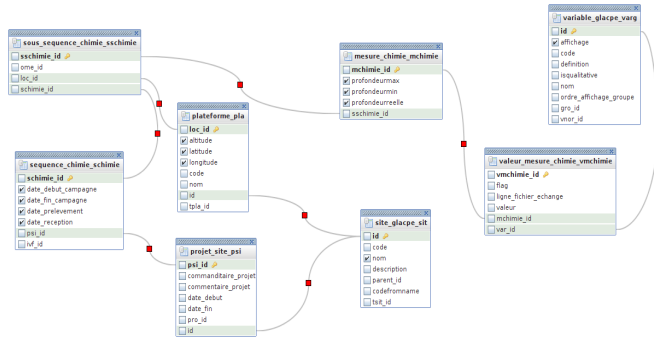 sous_sequence_chimie_sschimie
sschimie_id
ome_id
loc_id
schimie_id
sequence_chimie_schimie
schimie_id
date_debut_campagne
date_fin_campagne
date_prelevement
date_reception
psi_id
ivf_id
plateforme_pla
loc_id
altitude
latitude
longitude
code
nom
id
tpla_id
projet_site_psi
psi_id
commanditaire_projet
commentaire_projet
date_debut
date_fin
pro_id
id
mesure_chimie_mchimie
mchimie_id
profondeurmax
profondeurmin
profondeurreelle
sschimie_id
site_glacpe_sit
id
code
nom
description
parent_id
codefromname
tsit_id
variable_glacpe_varg
id
affichage
code
definition
isqualitative
nom
ordre_affichage_groupe
gro_id
vnor_id
valeur_mesure_chimie_vmchimie
vmchimie_id
flag
ligne_fichier_echange
valeur
mchimie_id
var_id